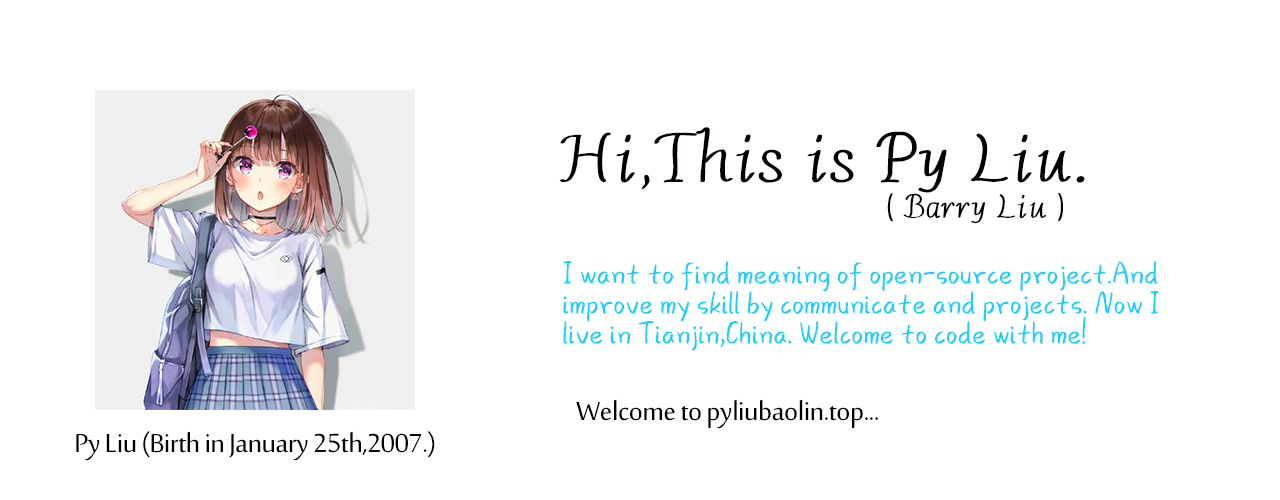 Hi,This is Py Liu.
( Barry Liu )
I want to find meaning of open-source project.And
improve my skill by communicate and projects. Now I
live in Tianjin,China. Welcome to code with me!
Welcome to pyliubaolin.top...
Py Liu (Birth in January 25th,2007.)